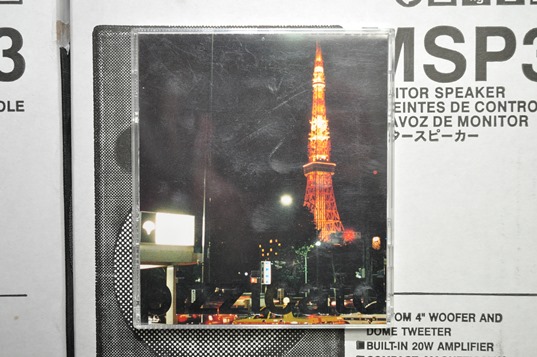 3
OLE
MSP3
ITOR SPEAKER
EINTES DE CONTRO
AVOZ DE MONITOR
タースピーカー
OM 4" WOOFER AND
DOME TWEETER
■BUILT-IN 20W AMPLIFIER